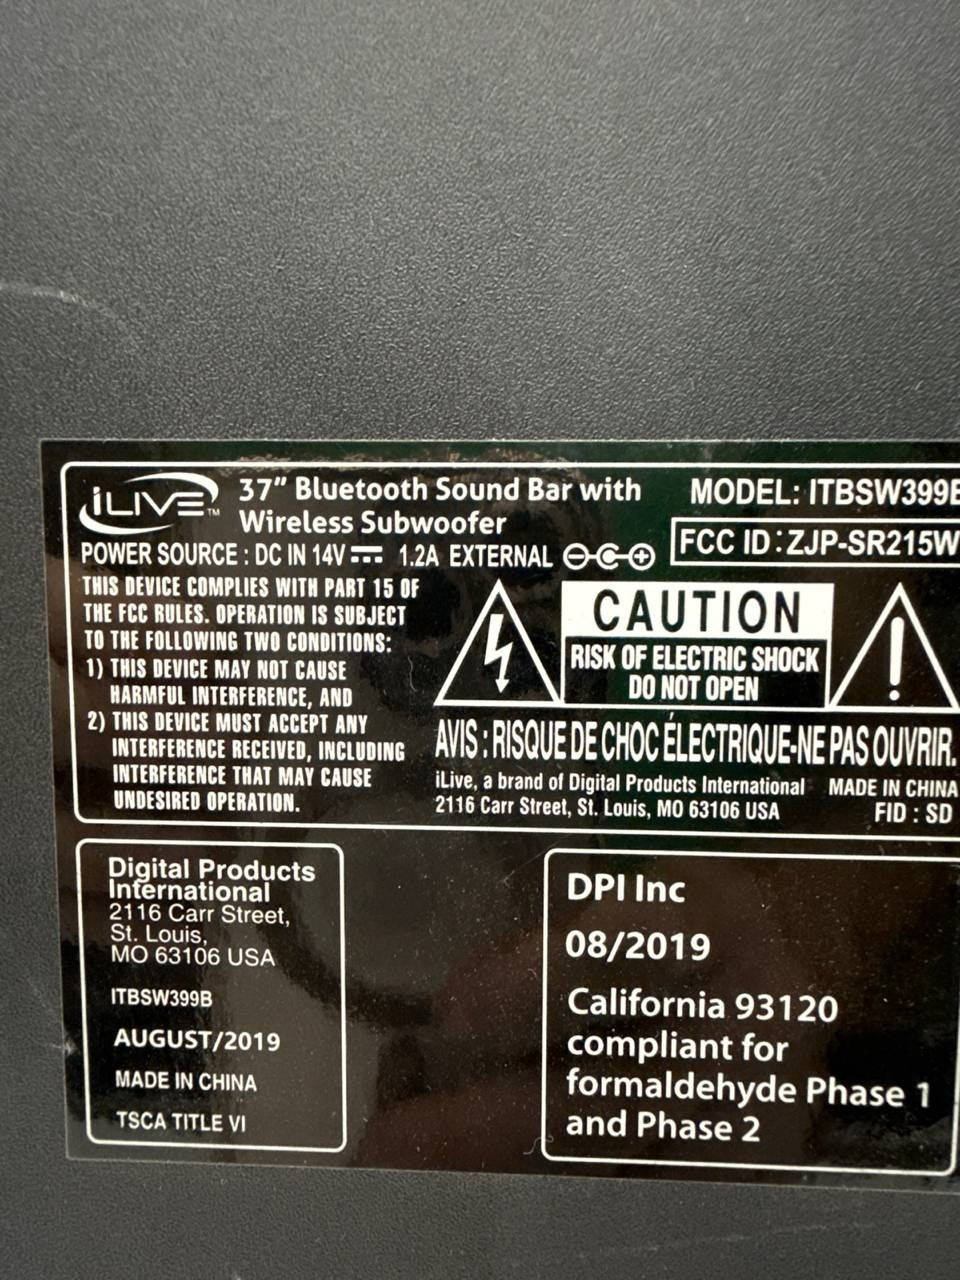 iLIVE™
37" Bluetooth Sound Bar with
Wireless Subwoofer
MODEL: ITBSW399B
POWER SOURCE : DC IN 14V 1.2A EXTERNAL
FCC ID:ZJP-SR215W
THIS DEVICE COMPLIES WITH PART 15 OF
THE FCC RULES. OPERATION IS SUBJECT
TO THE FOLLOWING TWO CONDITIONS:
1) THIS DEVICE MAY NOT CAUSE
HARMFUL INTERFERENCE, AND
2) THIS DEVICE MUST ACCEPT ANY
INTERFERENCE RECEIVED, INCLUDING
INTERFERENCE THAT MAY CAUSE
UNDESIRED OPERATION.
CAUTION
RISK OF ELECTRIC SHOCK
DO NOT OPEN
AVIS : RISQUE DE CHOC ÉLECTRIQUE-NE PAS OUVRIR.
iLive, a brand of Digital Products International
2116 Carr Street, St. Louis, MO 63106 USA
MADE IN CHINA
FID : SD
Digital Products
International
2116 Carr Street,
St. Louis,
MO 63106 USA
ITBSW399B
AUGUST/2019
MADE IN CHINA
TSCA TITLE VI
DPI Inc
08/2019
California 93120
compliant for
formaldehyde Phase 1
and Phase 2